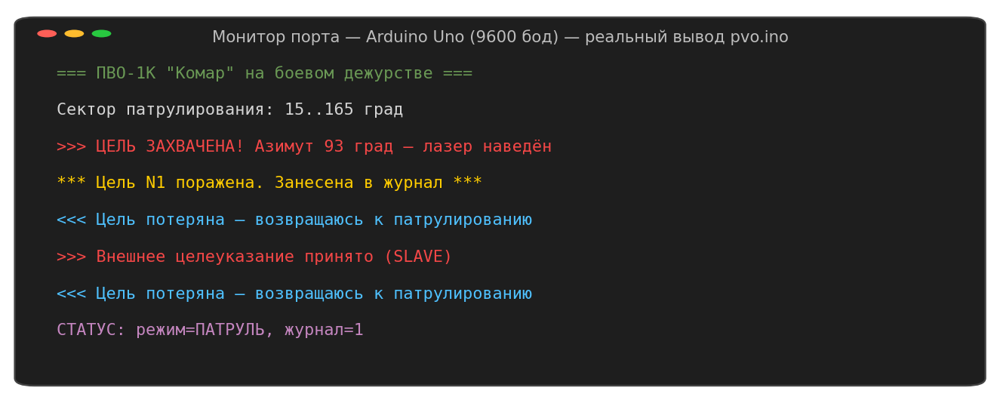 Монитор порта — Arduino Uno (9600 бод) — реальный вывод pvo.ino
=== ПВО-1К "Комар" на боевом дежурстве ===
Сектор патрулирования: 15..165 град
>>> ЦЕЛЬ ЗАХВАЧЕНА! Азимут 93 град — лазер наведён
*** Цель N1 поражена. Занесена в журнал ***
<<< Цель потеряна — возвращаюсь к патрулированию
>>> Внешнее целеуказание принято (SLAVE)
<<< Цель потеряна — возвращаюсь к патрулированию
СТАТУС: режим=ПАТРУЛЬ, журнал=1